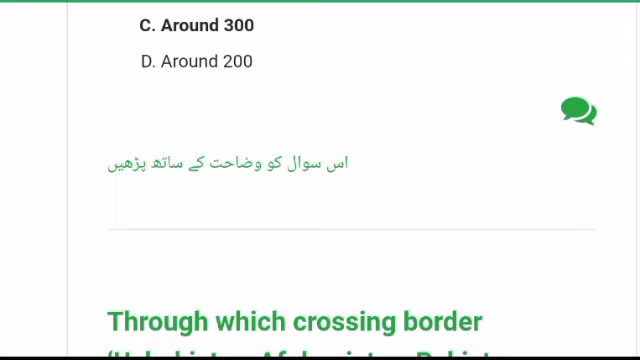 C. Around 300
D. Around 200
اس سوال کو وضاحت کے ساتھ پڑھیں
Through which crossing border